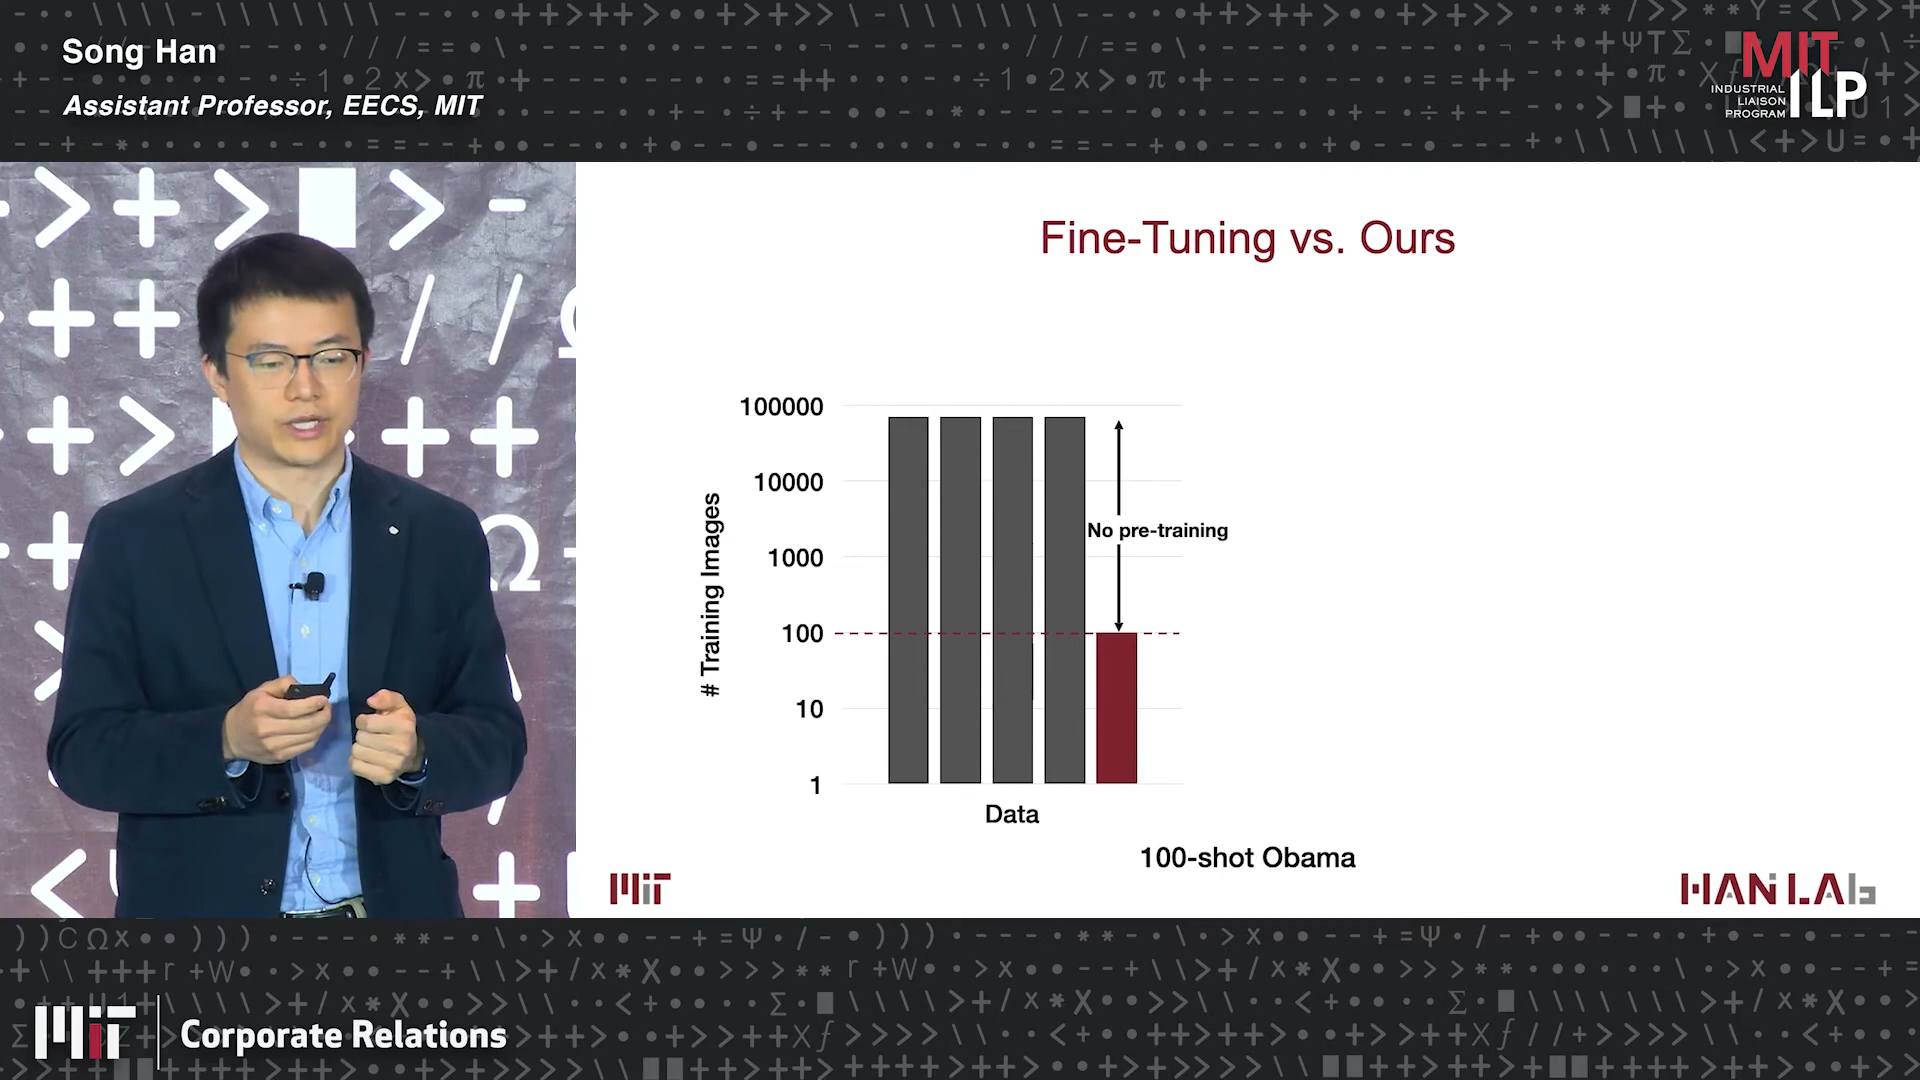 Song Han
Assistant Professor, EECS, MIT
MIT
ILP
INDUSTRIAL
LIAISON
PROGRAM
Fine-Tuning vs. Ours
100000
10000
1000
100
10
1
# Training Images
No pre-training
Data
100-shot Obama
MIT
HAN LAB
MIT
Corporate Relations